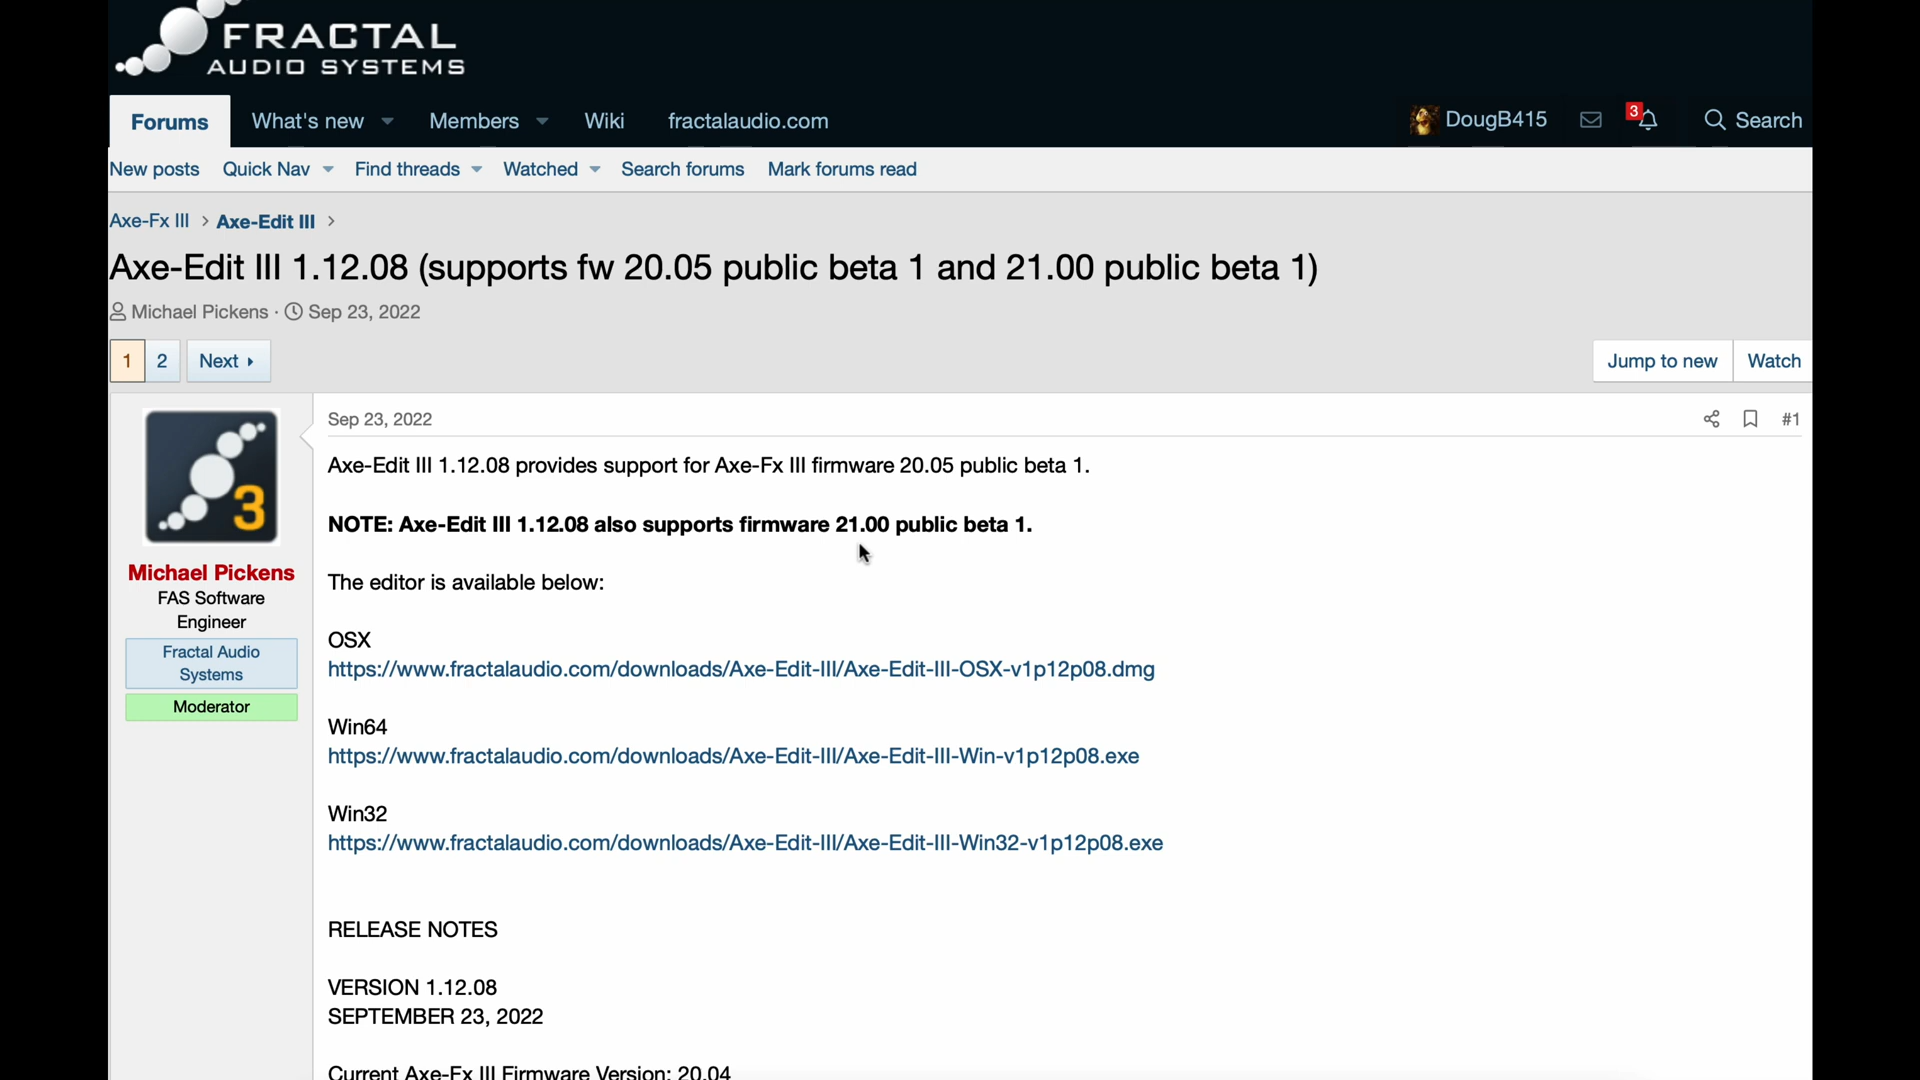 FRACTAL
AUDIO SYSTEMS
Forums What's new Members Wiki fractalaudio.com DougB415 3 Search
New posts Quick Nav Find threads Watched Search forums Mark forums read
Axe-Fx III > Axe-Edit III >
Axe-Edit III 1.12.08 (supports fw 20.05 public beta 1 and 21.00 public beta 1)
Michael Pickens · Sep 23, 2022
1 2 Next Jump to new Watch
3
Michael Pickens
FAS Software
Engineer
Fractal Audio
Systems
Moderator
Sep 23, 2022 #1
Axe-Edit III 1.12.08 provides support for Axe-Fx III firmware 20.05 public beta 1.
NOTE: Axe-Edit III 1.12.08 also supports firmware 21.00 public beta 1.
The editor is available below:
OSX
https://www.fractalaudio.com/downloads/Axe-Edit-III/Axe-Edit-III-OSX-v1p12p08.dmg
Win64
https://www.fractalaudio.com/downloads/Axe-Edit-III/Axe-Edit-III-Win-v1p12p08.exe
Win32
https://www.fractalaudio.com/downloads/Axe-Edit-III/Axe-Edit-III-Win32-v1p12p08.exe
RELEASE NOTES
VERSION 1.12.08
SEPTEMBER 23, 2022
Current Axe-Fx III Firmware Version: 20.04